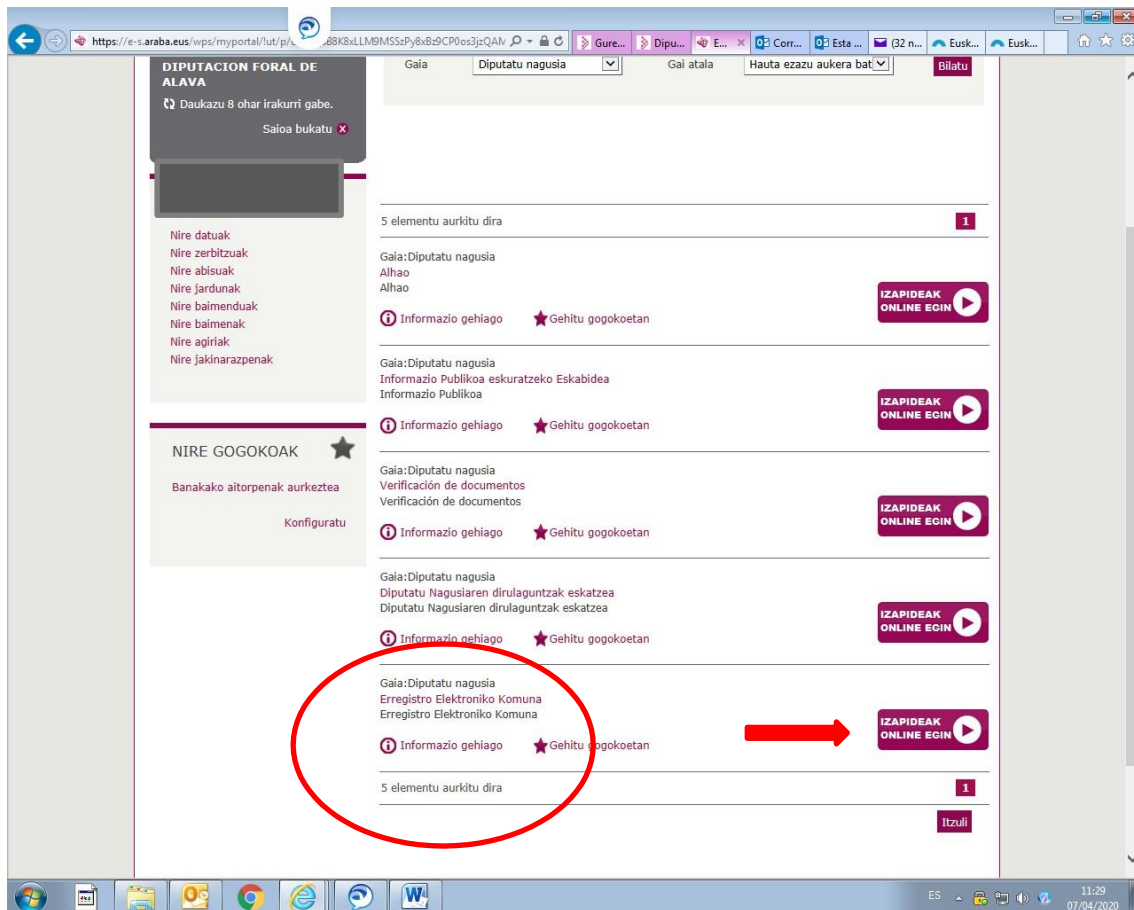 https://e-s.araba.eus/wps/myportal/!ut/p/
Gure...
Dipu...
E...
Corr...
Esta ...
(32 n...
Eusk...
Eusk...
DIPUTACION FORAL DE
ALAVA
Daukazu 8 ohar irakurri gabe.
Saioa bukatu
Nire datuak
Nire zerbitzuak
Nire abisuak
Nire jardunak
Nire baimenduak
Nire baimenak
Nire agiriak
Nire jakinarazpenak
NIRE GOGOKOAK
Banakako aitorpenak aurkeztea
Konfiguratu
Gaia Diputatu nagusia Gai atala Hauta ezazu aukera bat Bilatu
5 elementu aurkitu dira 1
Gaia:Diputatu nagusia
Alhao
Alhao
Informazio gehiago Gehitu gogokoetan
IZAPIDEAK
ONLINE EGIN
Gaia:Diputatu nagusia
Informazio Publikoa eskuratzeko Eskabidea
Informazio Publikoa
Informazio gehiago Gehitu gogokoetan
IZAPIDEAK
ONLINE EGIN
Gaia:Diputatu nagusia
Verificación de documentos
Verificación de documentos
Informazio gehiago Gehitu gogokoetan
IZAPIDEAK
ONLINE EGIN
Gaia:Diputatu nagusia
Diputatu Nagusiaren dirulaguntzak eskatzea
Diputatu Nagusiaren dirulaguntzak eskatzea
Informazio gehiago Gehitu gogokoetan
IZAPIDEAK
ONLINE EGIN
Gaia:Diputatu nagusia
Erregistro Elektroniko Komuna
Erregistro Elektroniko Komuna
Informazio gehiago Gehitu gogokoetan
IZAPIDEAK
ONLINE EGIN
5 elementu aurkitu dira 1
Itzuli
ES
11:29
07/04/2020